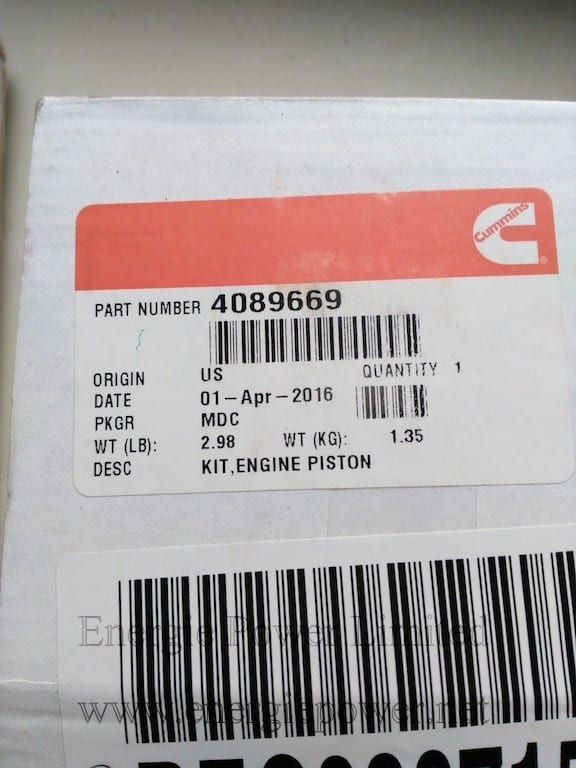 Cummins
®
PART NUMBER 4089669
ORIGIN US QUANTITY 1
DATE 01-Apr-2016
PKGR MDC
WT (LB): 2.98 WT (KG): 1.35
DESC KIT,ENGINE PISTON
Energie Power Limited
www.energiepower.net